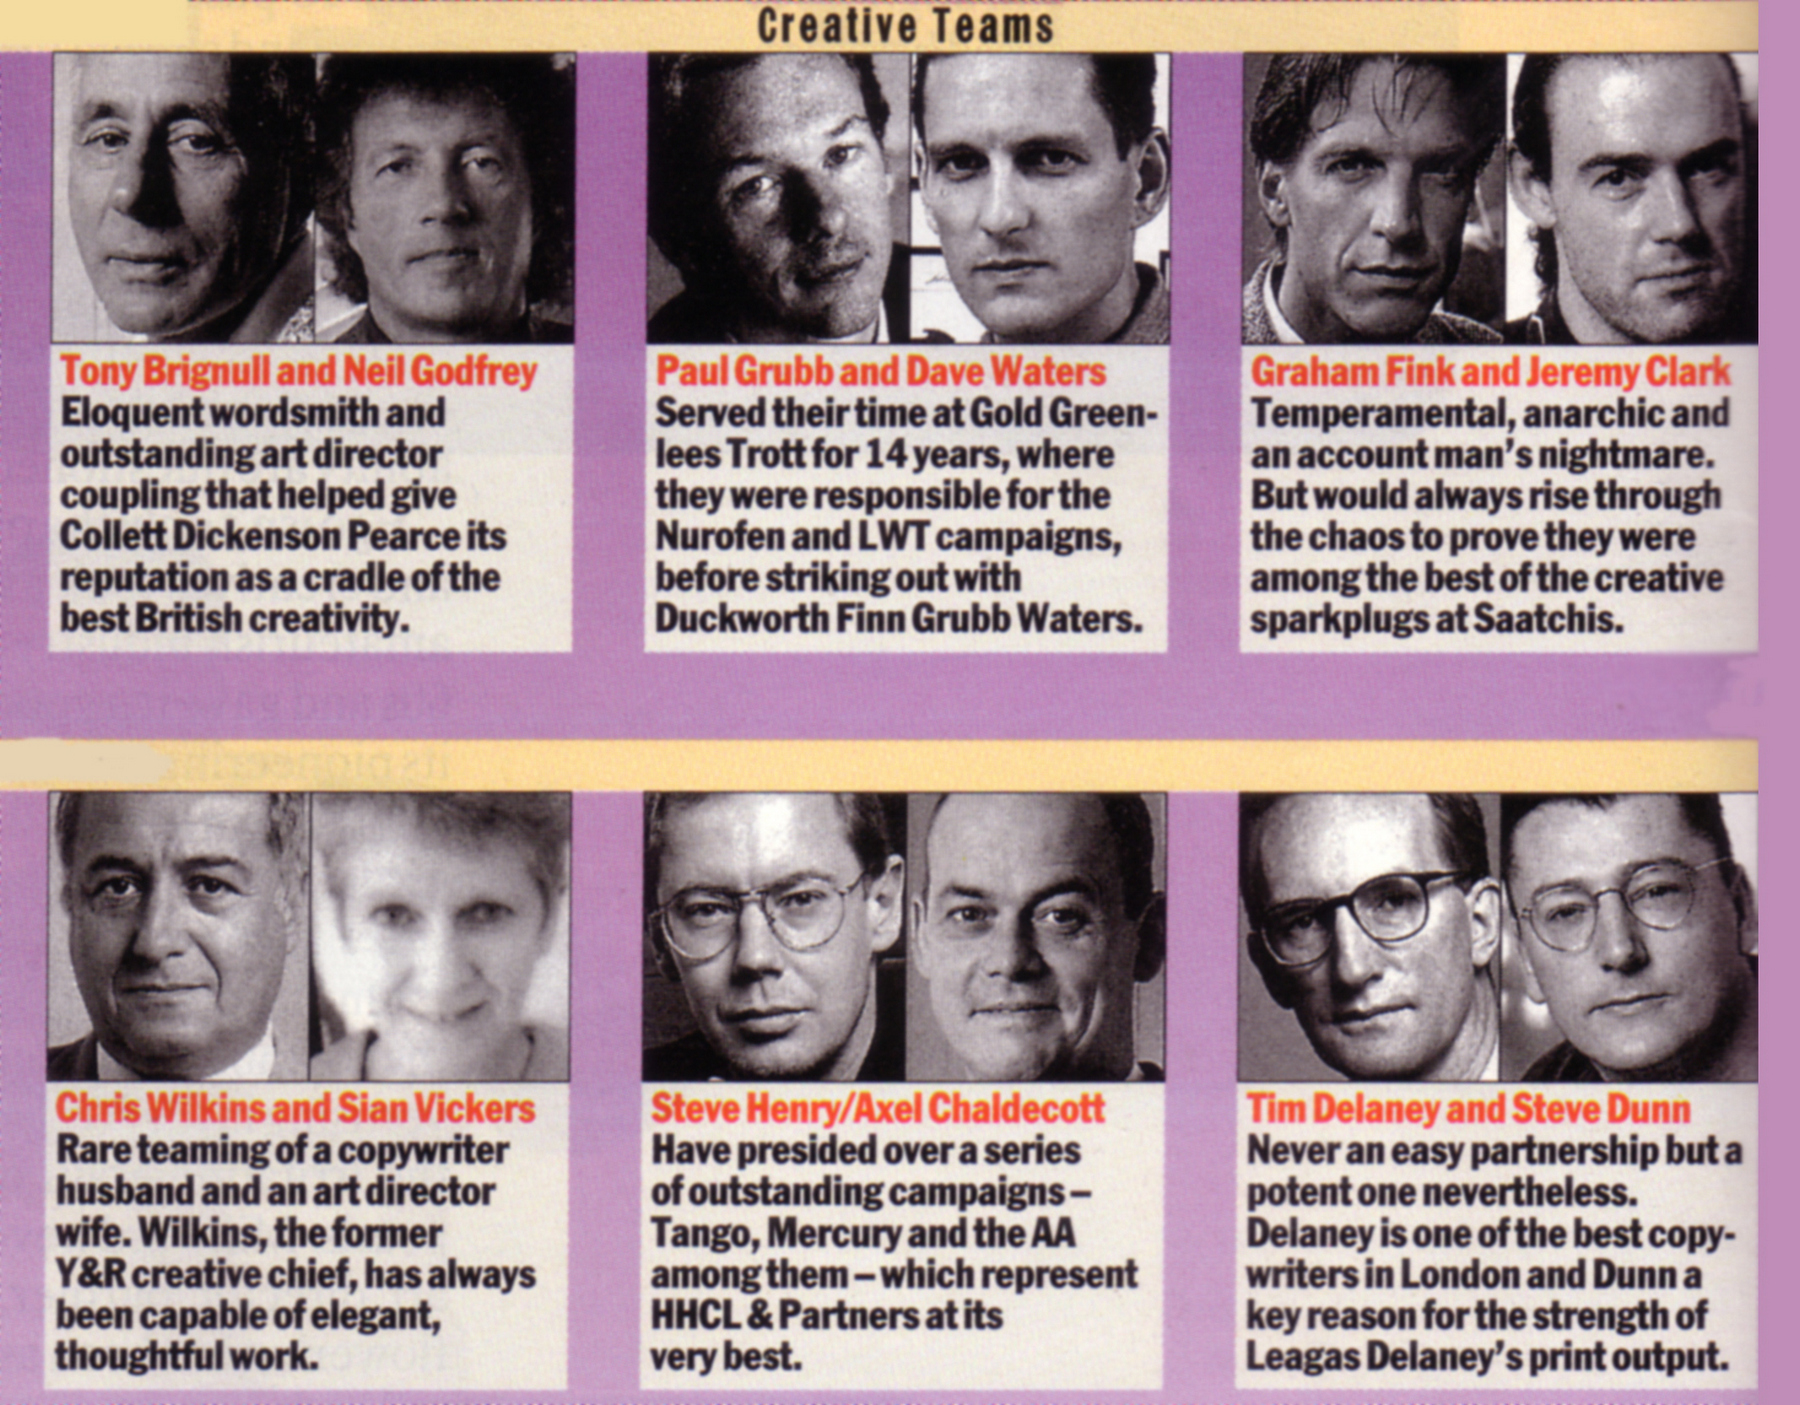 Creative Teams
Tony Brignull and Neil Godfrey
Eloquent wordsmith and
outstanding art director
coupling that helped give
Collett Dickenson Pearce its
reputation as a cradle of the
best British creativity.
Paul Grubb and Dave Waters
Served their time at Gold Green-
lees Trott for 14 years, where
they were responsible for the
Nurofen and LWT campaigns,
before striking out with
Duckworth Finn Grubb Waters.
Graham Fink and Jeremy Clark
Temperamental, anarchic and
an account man's nightmare.
But would always rise through
the chaos to prove they were
among the best of the creative
sparkplugs at Saatchis.
Chris Wilkins and Sian Vickers
Rare teaming of a copywriter
husband and an art director
wife. Wilkins, the former
Y&R creative chief, has always
been capable of elegant,
thoughtful work.
Steve Henry/Axel Chaldecott
Have presided over a series
of outstanding campaigns –
Tango, Mercury and the AA
among them – which represent
HHCL & Partners at its
very best.
Tim Delaney and Steve Dunn
Never an easy partnership but a
potent one nevertheless.
Delaney is one of the best copy-
writers in London and Dunn a
key reason for the strength of
Leagas Delaney's print output.